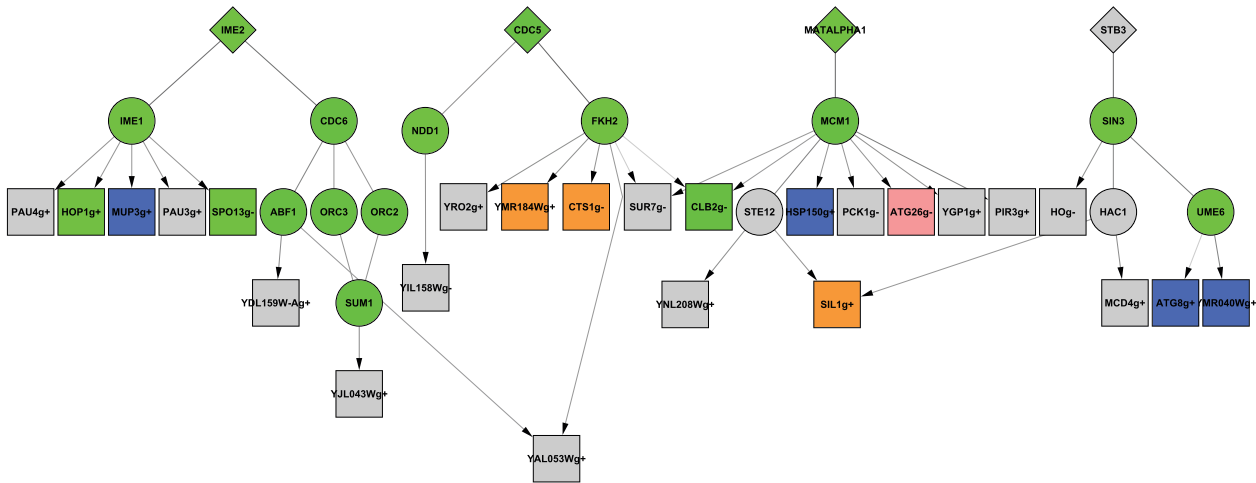 IME2
CDC5
MATALPHA1
STB3
IME1
CDC6
NDD1
FKH2
MCM1
SIN3
PAU4g+
HOP1g+
MUP3g+
PAU3g+
SPO13g-
ABF1
ORC3
ORC2
YRO2g+
YMR184Wg+
CTS1g-
SUR7g-
CLB2g-
STE12
HSP150g+
PCK1g-
ATG26g-
YGP1g+
PIR3g+
HOg-
HAC1
UME6
YDL159W-Ag+
SUM1
YIL158Wg-
YNL208Wg+
SIL1g+
MCD4g+
ATG8g+
YMR040Wg+
YJL043Wg+
YAL053Wg+